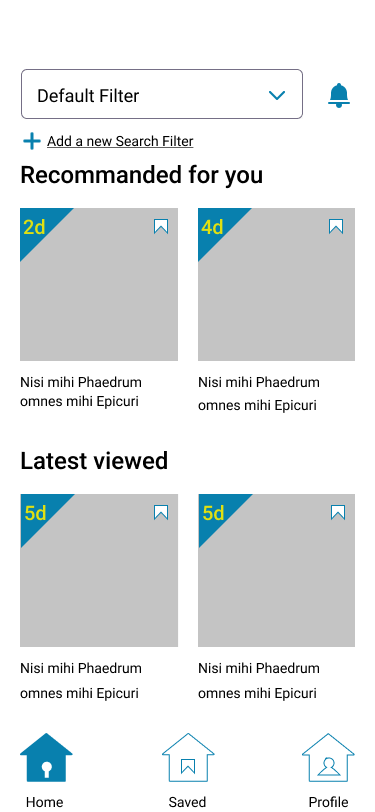 Default Filter
Add a new Search Filter
Recommanded for you
2d
4d
Nisi mihi Phaedrum
omnes mihi Epicuri
Nisi mihi Phaedrum
omnes mihi Epicuri
Latest viewed
5d
5d
Nisi mihi Phaedrum
omnes mihi Epicuri
Nisi mihi Phaedrum
omnes mihi Epicuri
Home
Saved
Profile